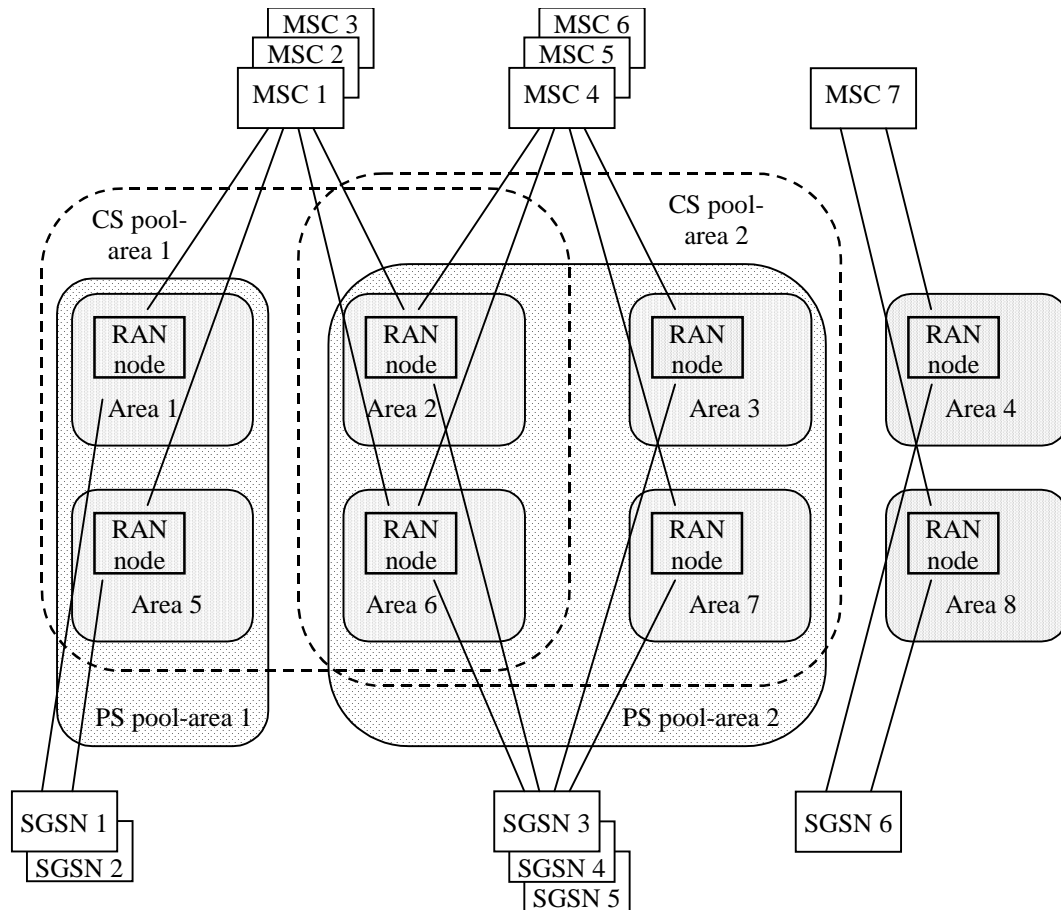 MSC 3
MSC 6
MSC 2
MSC 5
MSC 1
MSC 4
MSC 7
CS pool-
area 1
CS pool-
area 2
RAN
node
Area 1
RAN
node
Area 2
RAN
node
Area 3
RAN
node
Area 4
RAN
node
Area 5
RAN
node
Area 6
RAN
node
Area 7
RAN
node
Area 8
PS pool-area 1
PS pool-area 2
SGSN 1
SGSN 2
SGSN 3
SGSN 4
SGSN 5
SGSN 6